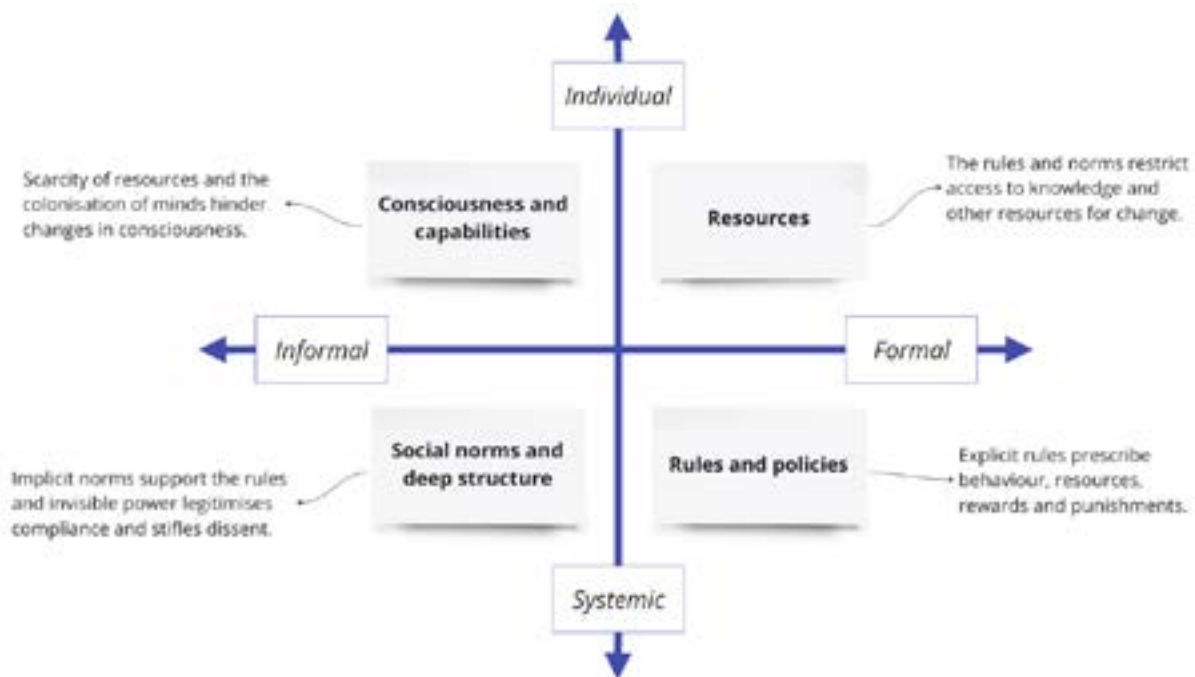 Individual
Scarcity of resources and the
colonisation of minds hinder
changes in consciousness.
Consciousness and
capabilities
Resources
The rules and norms restrict
access to knowledge and
other resources for change.
Informal
Formal
Implicit norms support the rules
and invisible power legitimises
compliance and stifles dissent.
Social norms and
deep structure
Rules and policies
Explicit rules prescribe
behaviour, resources,
rewards and punishments.
Systemic